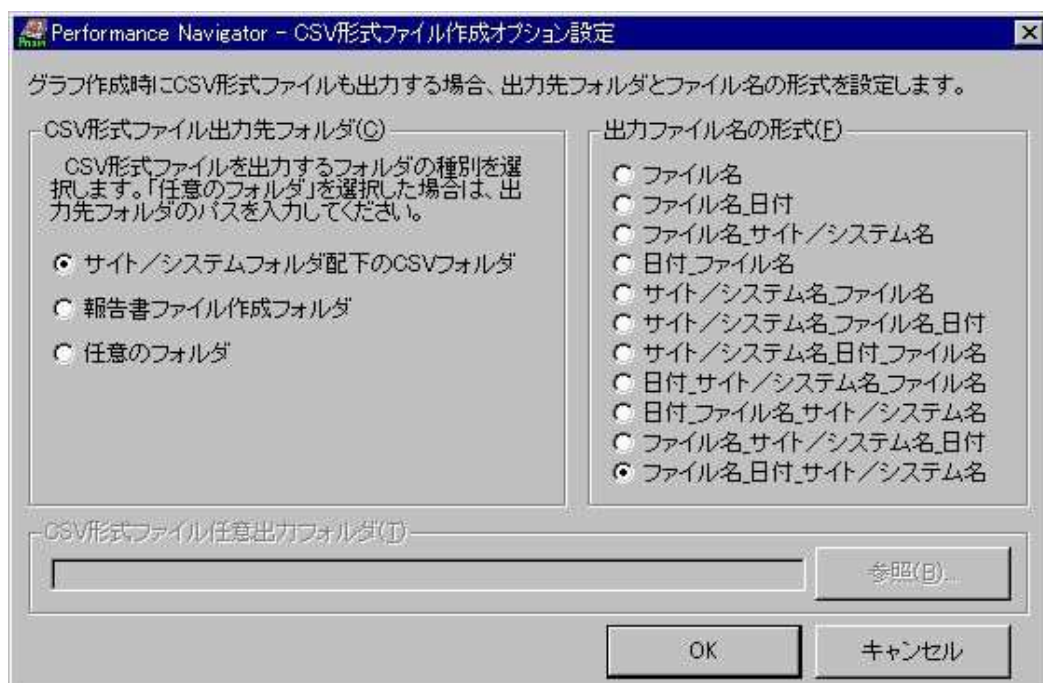 Performance Navigator - CSV形式ファイル作成オプション設定
グラフ作成時にCSV形式ファイルも出力する場合、出力先フォルダとファイル名の形式を設定します。
CSV形式ファイル出力先フォルダ(C)
CSV形式ファイルを出力するフォルダの種別を選
択します。「任意のフォルダ」を選択した場合は、出
力先フォルダのパスを入力してください。
サイト／システムフォルダ配下のCSVフォルダ
報告書ファイル作成フォルダ
任意のフォルダ
出力ファイル名の形式(F)
ファイル名
ファイル名_日付
ファイル名_サイト／システム名
日付_ファイル名
サイト／システム名_ファイル名
サイト／システム名_ファイル名_日付
サイト／システム名_日付_ファイル名
日付_サイト／システム名_ファイル名
日付_ファイル名_サイト／システム名
ファイル名_サイト／システム名_日付
ファイル名_日付_サイト／システム名
CSV形式ファイル任意出力フォルダ(T)
参照(B)...
OK
キャンセル